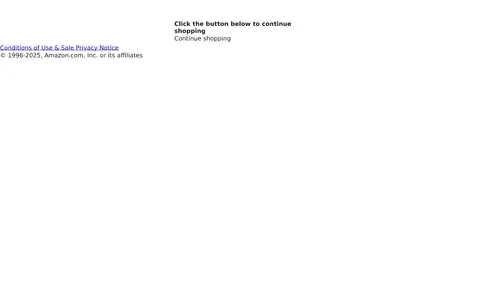 Click the button below to continue
shopping
Continue shopping
Conditions of Use & Sale Privacy Notice
© 1996-2025, Amazon.com, Inc. or its affiliates